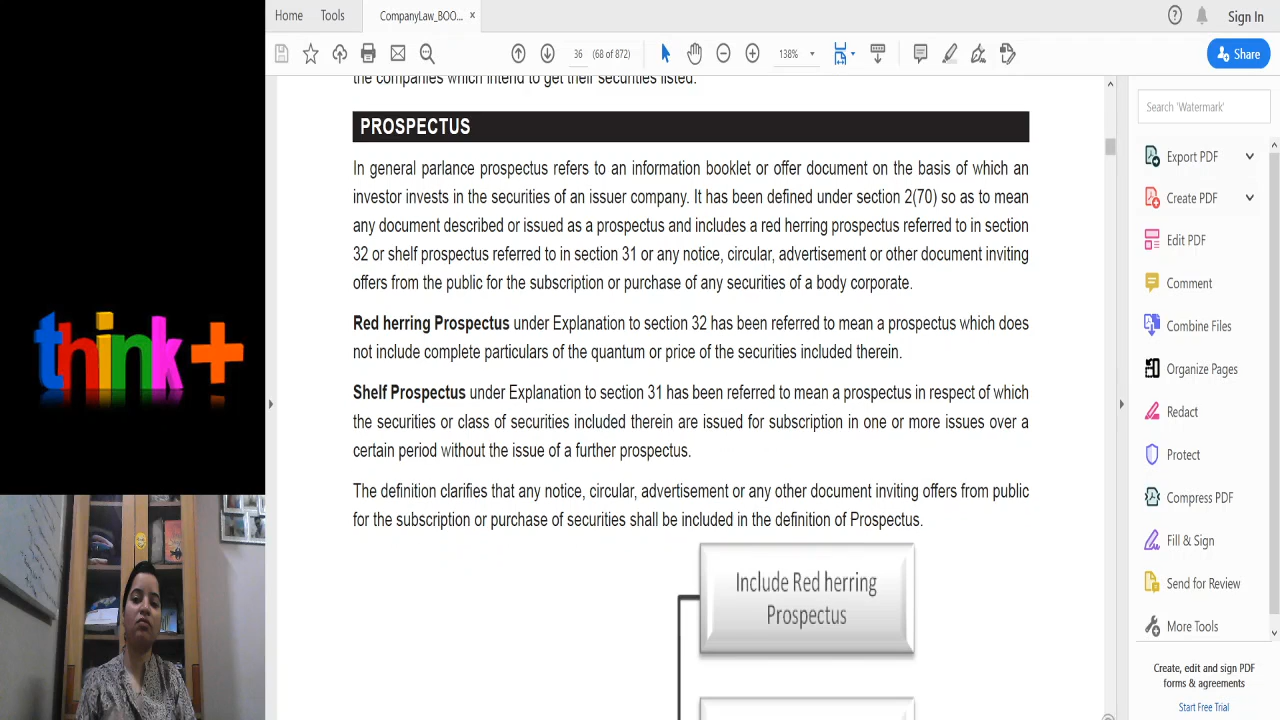 Home
Tools
CompanyLaw_BOO... ×
Sign In
36 (68 of 872)
138%
Share
the companies which intend to get their securities listed.
PROSPECTUS
In general parlance prospectus refers to an information booklet or offer document on the basis of which an
investor invests in the securities of an issuer company. It has been defined under section 2(70) so as to mean
any document described or issued as a prospectus and includes a red herring prospectus referred to in section
32 or shelf prospectus referred to in section 31 or any notice, circular, advertisement or other document inviting
offers from the public for the subscription or purchase of any securities of a body corporate.
Red herring Prospectus under Explanation to section 32 has been referred to mean a prospectus which does
not include complete particulars of the quantum or price of the securities included therein.
Shelf Prospectus under Explanation to section 31 has been referred to mean a prospectus in respect of which
the securities or class of securities included therein are issued for subscription in one or more issues over a
certain period without the issue of a further prospectus.
The definition clarifies that any notice, circular, advertisement or any other document inviting offers from public
for the subscription or purchase of securities shall be included in the definition of Prospectus.
Include Red herring
Prospectus
think+
Search 'Watermark'
Export PDF
Create PDF
Edit PDF
Comment
Combine Files
Organize Pages
Redact
Protect
Compress PDF
Fill & Sign
Send for Review
More Tools
Create, edit and sign PDF
forms & agreements
Start Free Trial